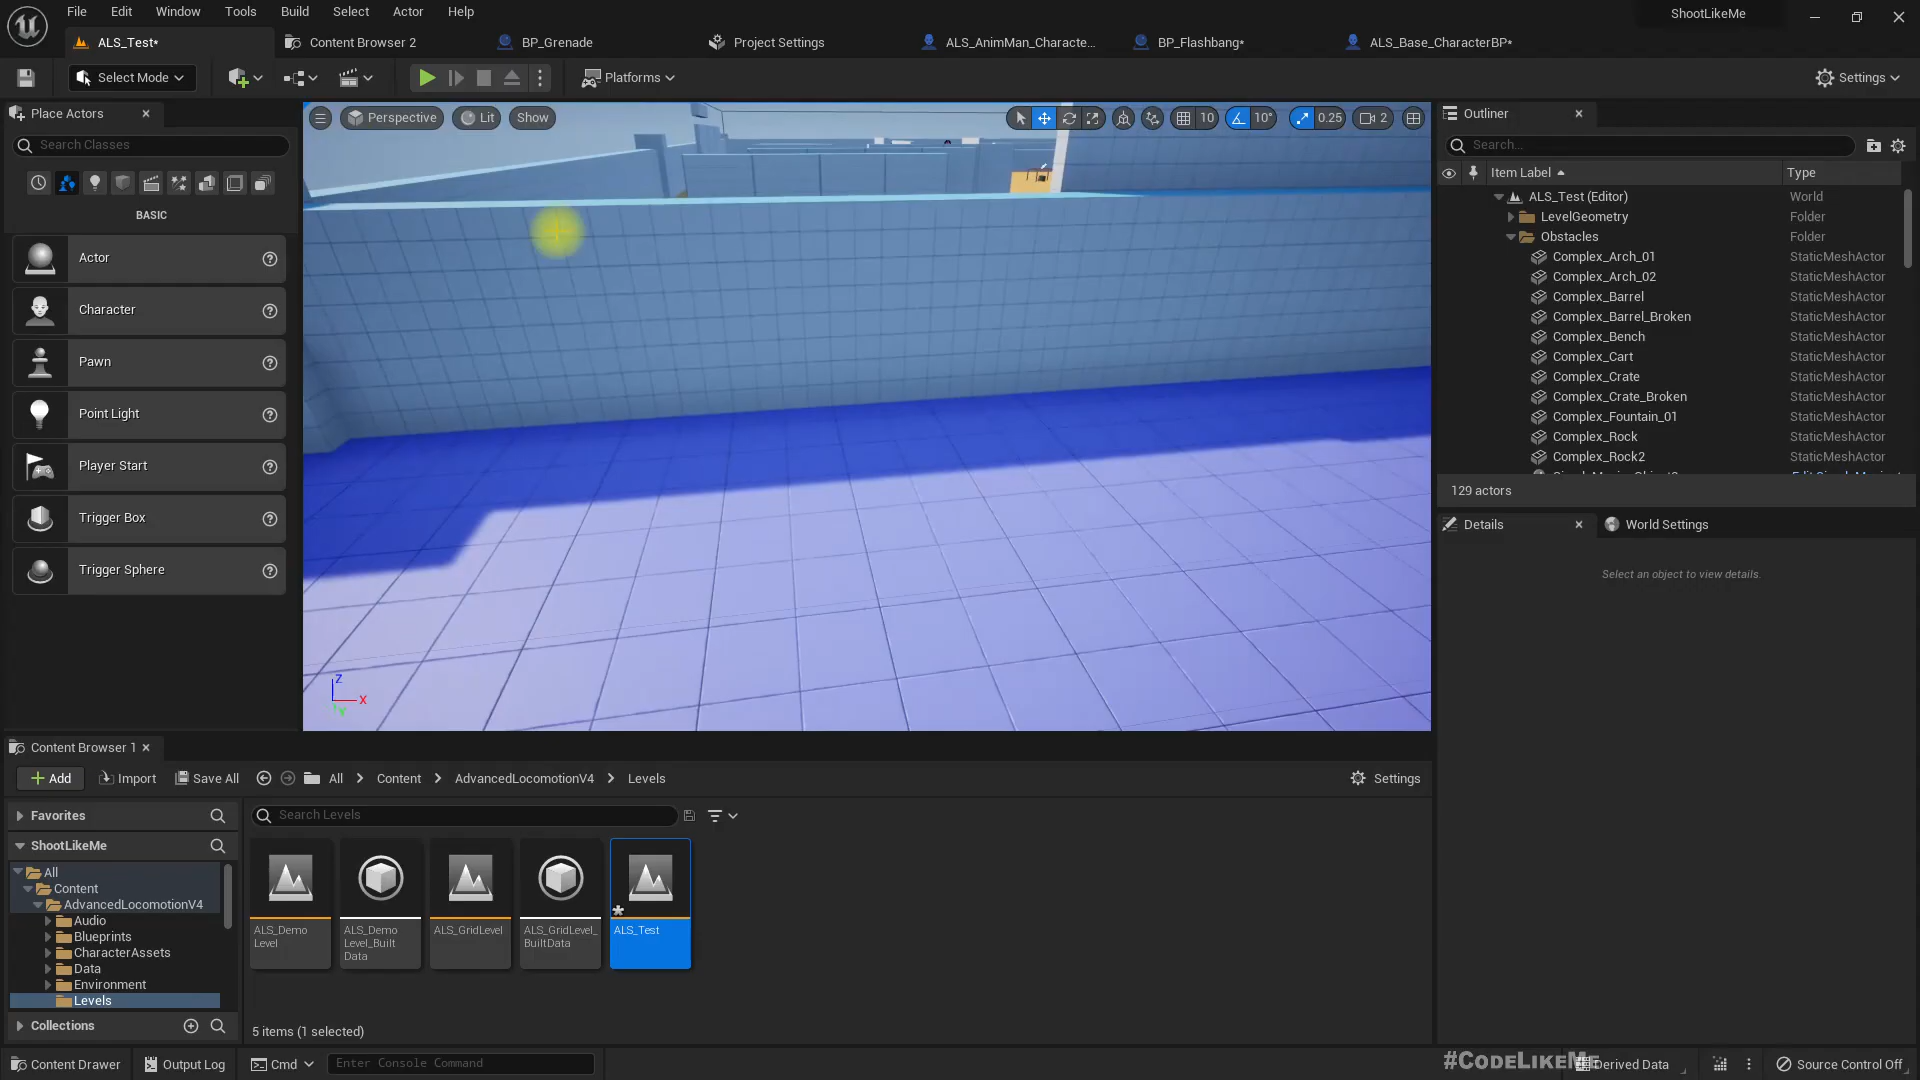 File Edit Window Tools Build Select Actor Help
ShootLikeMe
ALS_Test*
Content Browser 2
BP_Grenade
Project Settings
ALS_AnimMan_Characte...
BP_Flashbang*
ALS_Base_CharacterBP*
Select Mode
Platforms
Settings
Place Actors
Search Classes
BASIC
Actor
Character
Pawn
Point Light
Player Start
Trigger Box
Trigger Sphere
Perspective
Lit
Show
10
10°
0.25
2
Z
X
Y
Outliner
Search...
Item Label Type
ALS_Test (Editor) World
LevelGeometry Folder
Obstacles Folder
Complex_Arch_01 StaticMeshActor
Complex_Arch_02 StaticMeshActor
Complex_Barrel StaticMeshActor
Complex_Barrel_Broken StaticMeshActor
Complex_Bench StaticMeshActor
Complex_Cart StaticMeshActor
Complex_Crate StaticMeshActor
Complex_Crate_Broken StaticMeshActor
Complex_Fountain_01 StaticMeshActor
Complex_Rock StaticMeshActor
Complex_Rock2 StaticMeshActor
129 actors
Details
World Settings
Select an object to view details.
Content Browser 1
Add
Import
Save All
All > Content > AdvancedLocomotionV4 > Levels
Settings
Favorites
ShootLikeMe
All
Content
AdvancedLocomotionV4
Audio
Blueprints
CharacterAssets
Data
Environment
Levels
Collections
Search Levels
ALS_Demo
Level
ALS_Demo
Level_Built
Data
ALS_GridLevel
ALS_GridLevel_
BuiltData
ALS_Test
5 items (1 selected)
Content Drawer
Output Log
Cmd
Enter Console Command
#CODELIKEME
Derived Data
Source Control Off